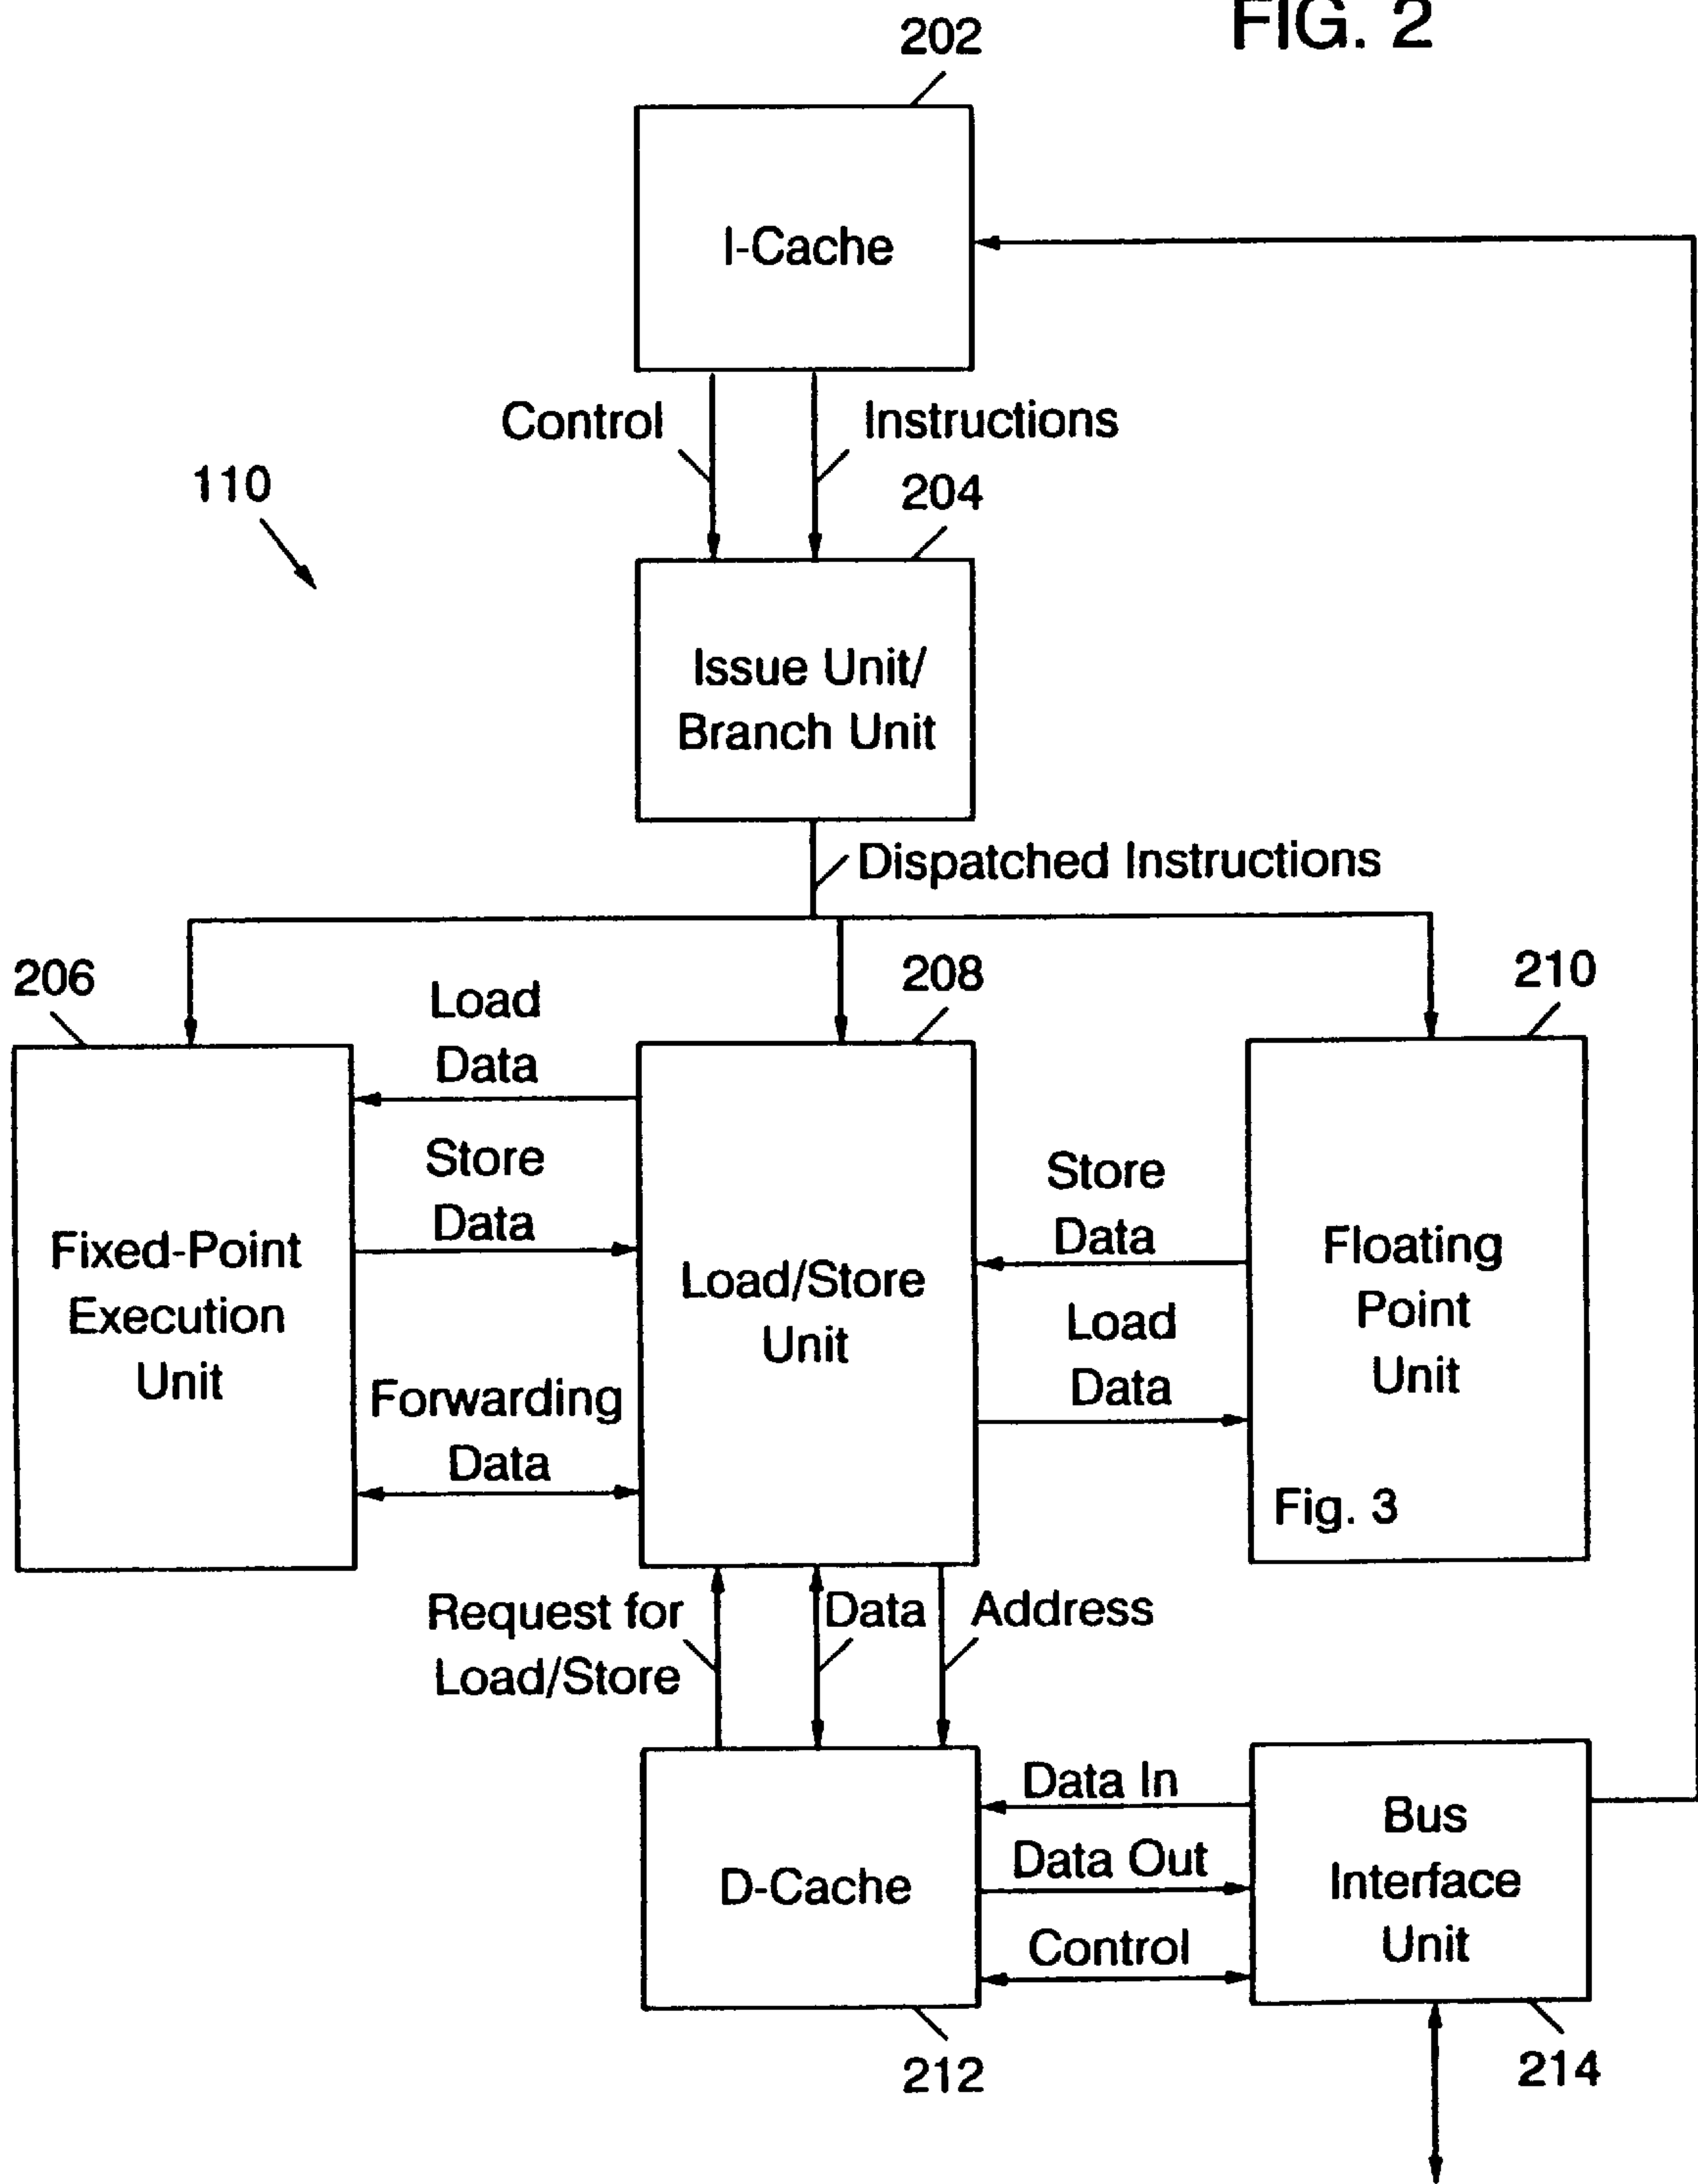 FIG. 2
202
I-Cache
Control
Instructions
110
204
Issue Unit/
Branch Unit
Dispatched Instructions
206
Load
Data
208
210
Store
Data
Fixed-Point
Execution
Unit
Load/Store
Unit
Store
Data
Floating
Point
Unit
Load
Data
Forwarding
Data
Fig. 3
Request for
Load/Store
Data
Address
Data In
Data Out
Control
D-Cache
Bus
Interface
Unit
212
214